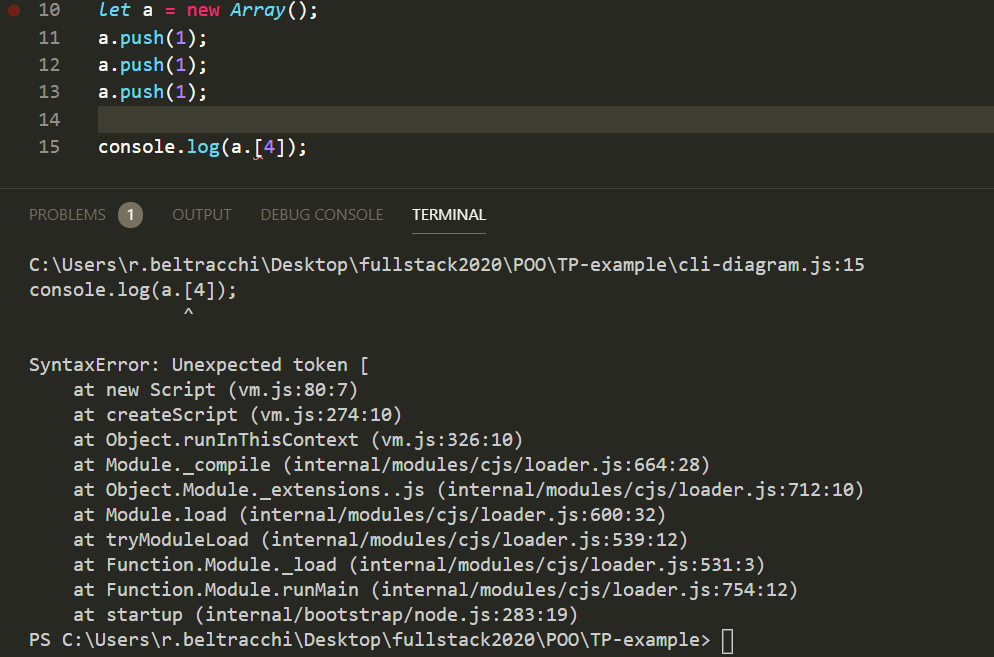 10 let a = new Array();
11 a.push(1);
12 a.push(1);
13 a.push(1);
14
15 console.log(a.[4]);
PROBLEMS 1 OUTPUT DEBUG CONSOLE TERMINAL
C:\Users\r.beltracchi\Desktop\fullstack2020\POO\TP-example\cli-diagram.js:15
console.log(a.[4]);
^
SyntaxError: Unexpected token [
at new Script (vm.js:80:7)
at createScript (vm.js:274:10)
at Object.runInThisContext (vm.js:326:10)
at Module._compile (internal/modules/cjs/loader.js:664:28)
at Object.Module._extensions..js (internal/modules/cjs/loader.js:712:10)
at Module.load (internal/modules/cjs/loader.js:600:32)
at tryModuleLoad (internal/modules/cjs/loader.js:539:12)
at Function.Module._load (internal/modules/cjs/loader.js:531:3)
at Function.Module.runMain (internal/modules/cjs/loader.js:754:12)
at startup (internal/bootstrap/node.js:283:19)
PS C:\Users\r.beltracchi\Desktop\fullstack2020\POO\TP-example>